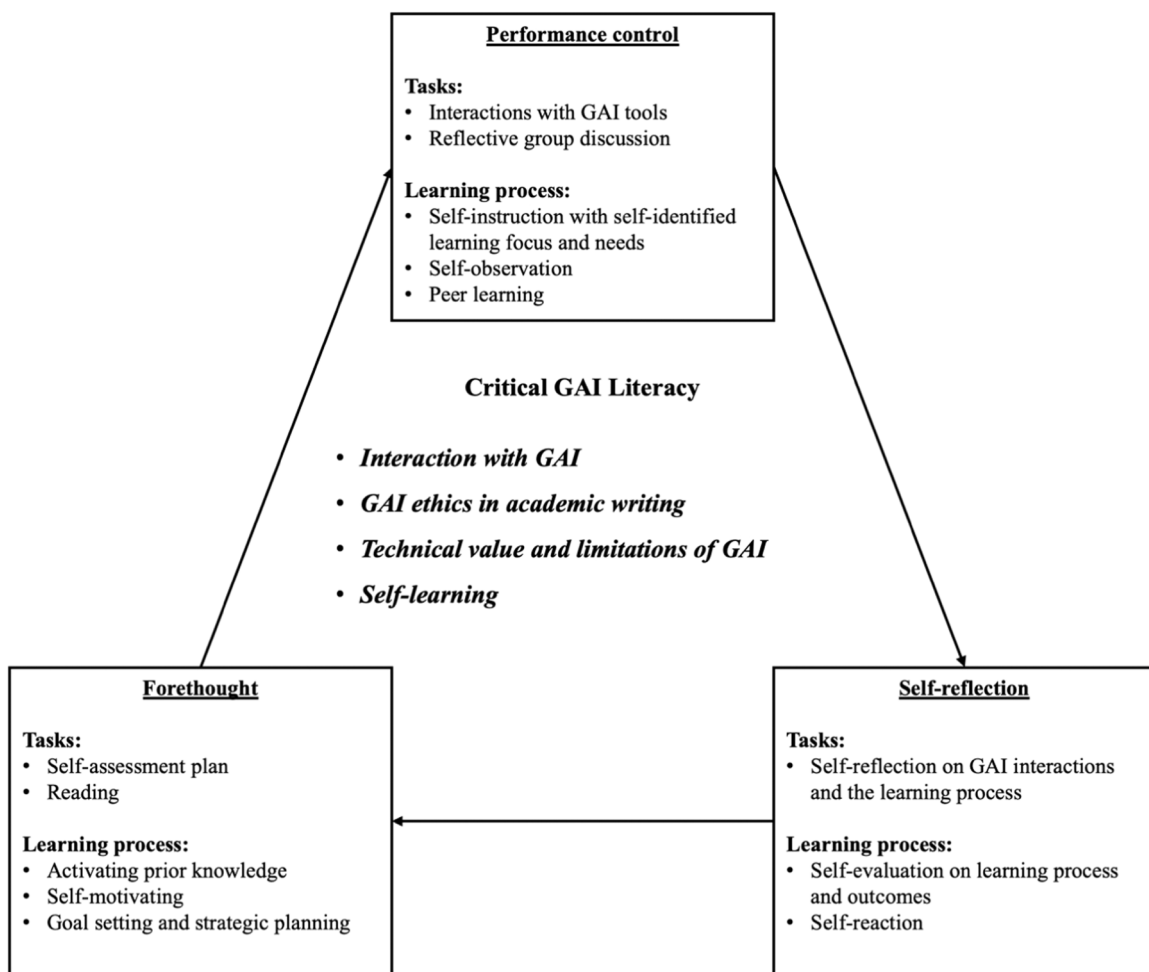 Performance control
Tasks:
• Interactions with GAI tools
• Reflective group discussion
Learning process:
• Self-instruction with self-identified
learning focus and needs
• Self-observation
• Peer learning
Critical GAI Literacy
• Interaction with GAI
• GAI ethics in academic writing
• Technical value and limitations of GAI
• Self-learning
Forethought
Tasks:
• Self-assessment plan
• Reading
Learning process:
• Activating prior knowledge
• Self-motivating
• Goal setting and strategic planning
Self-reflection
Tasks:
• Self-reflection on GAI interactions
and the learning process
Learning process:
• Self-evaluation on learning process
and outcomes
• Self-reaction